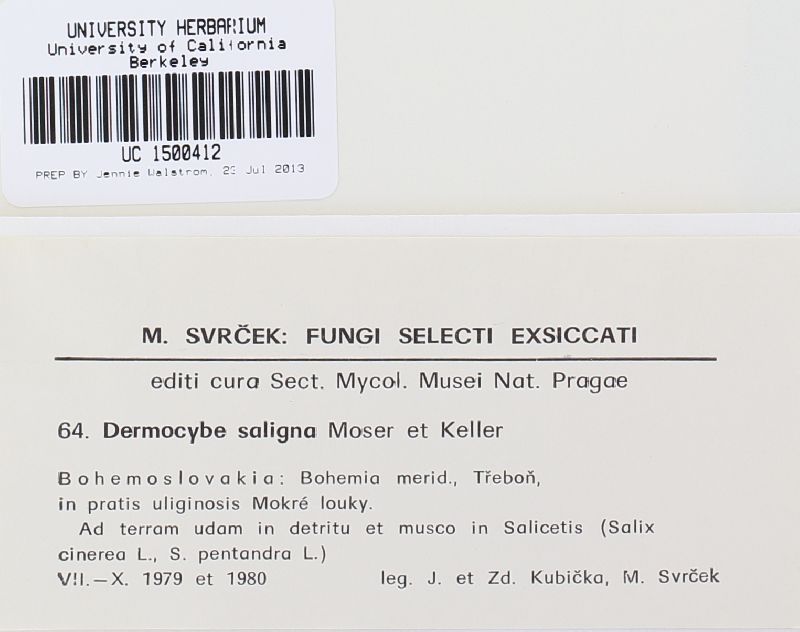 UNIVERSITY HERBARIUM
University of California
Berkeley
UC 1500412
PREP BY Jennie Walstrom, 23 Jul 2013
M. SVRČEK: FUNGI SELECTI EXSICCATI
editi cura Sect. Mycol. Musei Nat. Pragae
64. Dermocybe saligna Moser et Keller
Bohemoslovakia: Bohemia merid., Třeboň,
in pratis uliginosis Mokré louky.
Ad terram udam in detritu et musco in Salicetis (Salix
cinerea L., S. pentandra L.)
VII.—X. 1979 et 1980 leg. J. et Zd. Kubička, M. Svrček